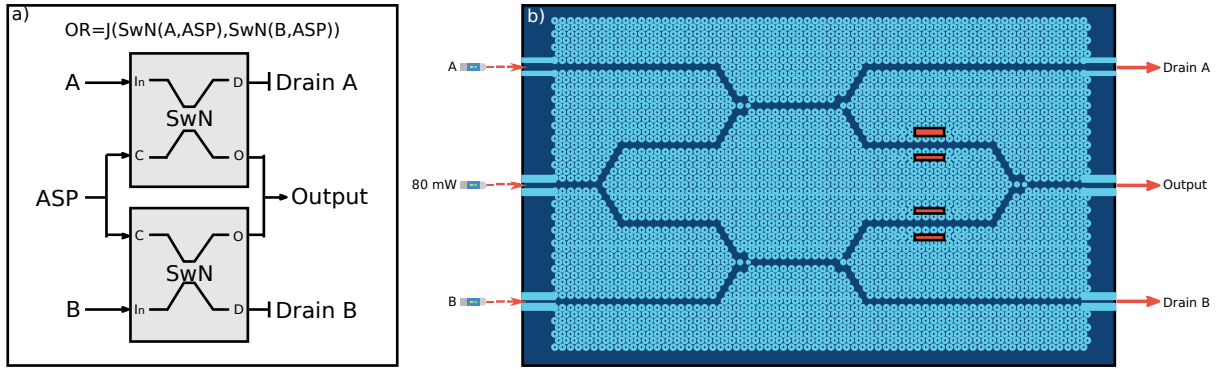 a)
OR=J(SwN(A,ASP),SwN(B,ASP))
A
In
D
Drain A
SwN
C
O
ASP
Output
C
O
SwN
B
In
D
Drain B
b)
A
Drain A
80 mW
Output
B
Drain B